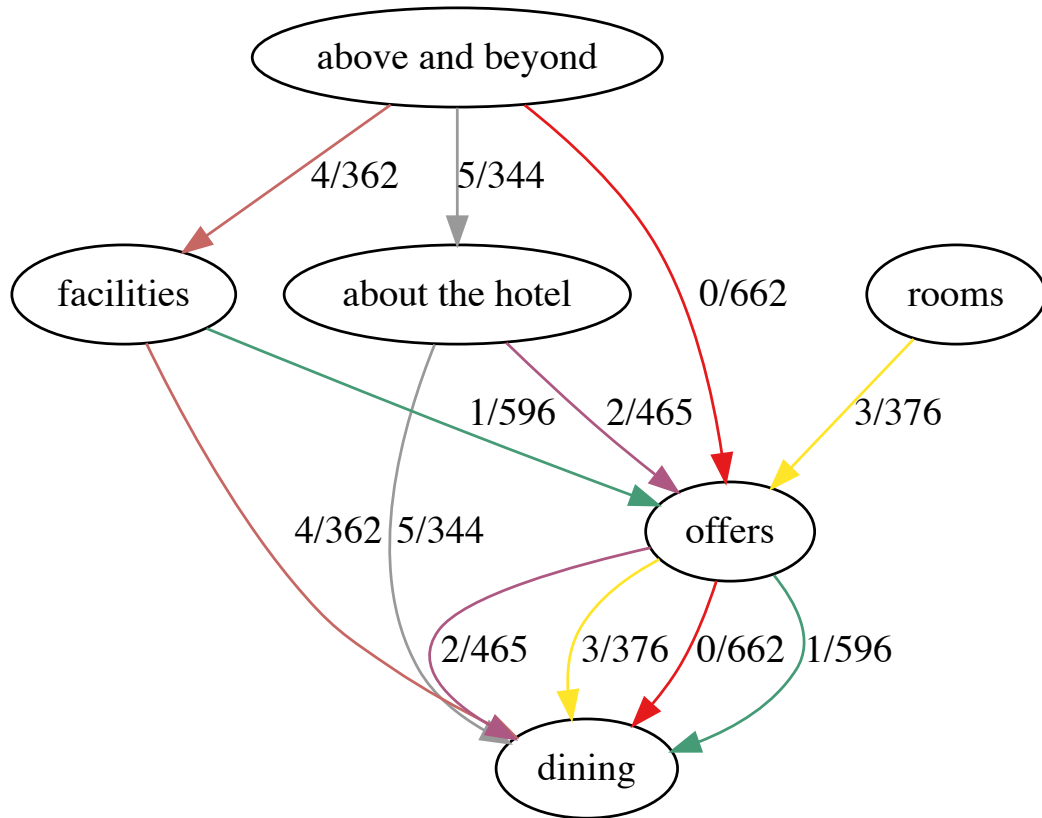 above and beyond
4/362
5/344
facilities
about the hotel
0/662
rooms
1/596
2/465
3/376
4/362
5/344
offers
2/465
3/376
0/662
1/596
dining